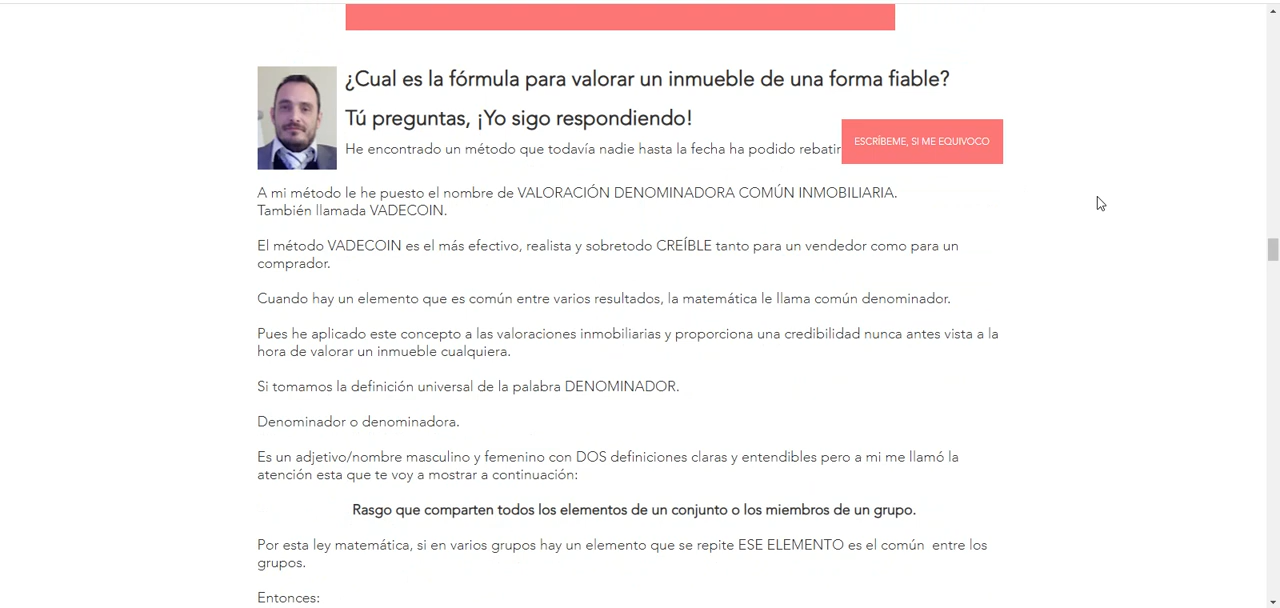 ¿Cual es la fórmula para valorar un inmueble de una forma fiable?
Tú preguntas, ¡Yo sigo respondiendo!
He encontrado un método que todavía nadie hasta la fecha ha podido rebatir
ESCRÍBEME, SI ME EQUIVOCO
A mi método le he puesto el nombre de VALORACIÓN DENOMINADORA COMÚN INMOBILIARIA.
También llamada VADECOIN.
El método VADECOIN es el más efectivo, realista y sobretodo CREÍBLE tanto para un vendedor como para un
comprador.
Cuando hay un elemento que es común entre varios resultados, la matemática le llama común denominador.
Pues he aplicado este concepto a las valoraciones inmobiliarias y proporciona una credibilidad nunca antes vista a la
hora de valorar un inmueble cualquiera.
Si tomamos la definición universal de la palabra DENOMINADOR.
Denominador o denominadora.
Es un adjetivo/nombre masculino y femenino con DOS definiciones claras y entendibles pero a mi me llamó la
atención esta que te voy a mostrar a continuación:
Rasgo que comparten todos los elementos de un conjunto o los miembros de un grupo.
Por esta ley matemática, si en varios grupos hay un elemento que se repite ESE ELEMENTO es el común  entre los
grupos.
Entonces: